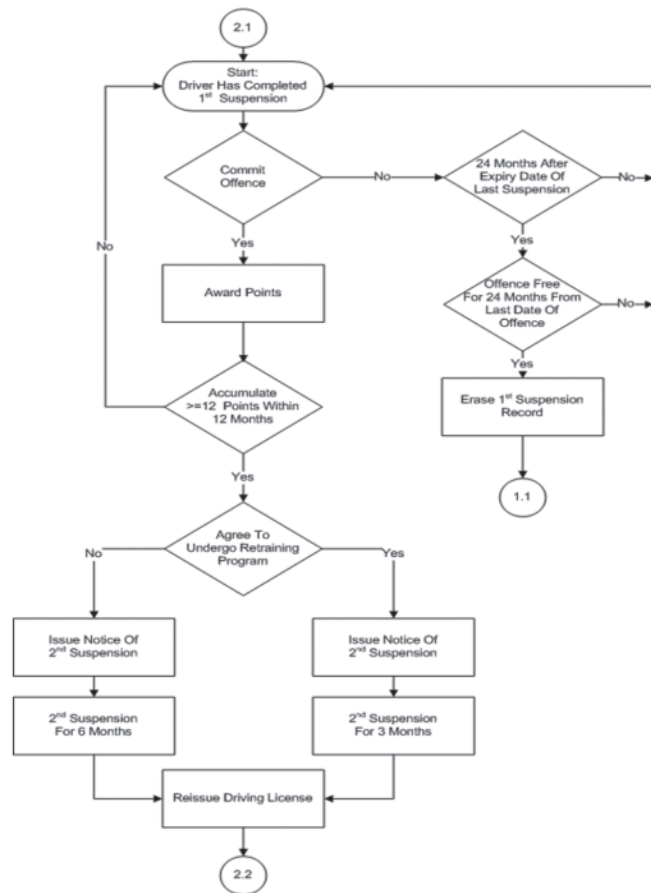 2.1
Start:
Driver Has Completed
1st Suspension
Commit
Offence
No
24 Months After
Expiry Date Of
Last Suspension
No
No
Yes
Yes
Award Points
Offence Free
For 24 Months From
Last Date Of
Offence
No
Yes
Accumulate
>=12 Points Within
12 Months
Erase 1st Suspension
Record
Yes
1.1
Agree To
Undergo Retraining
Program
No
Yes
Issue Notice Of
2nd Suspension
Issue Notice Of
2nd Suspension
2nd Suspension
For 6 Months
2nd Suspension
For 3 Months
Reissue Driving License
2.2